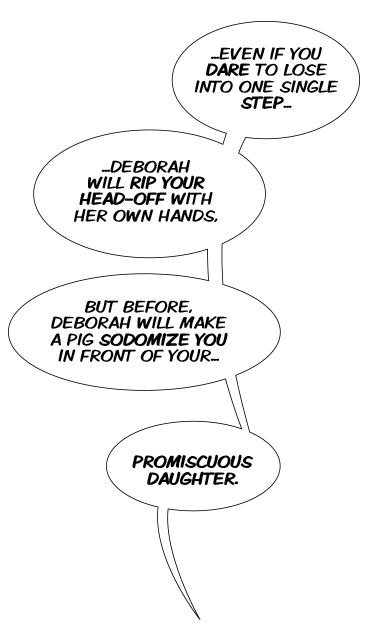 ...EVEN IF YOU
DARE TO LOSE
INTO ONE SINGLE
STEP...
...DEBORAH
WILL RIP YOUR
HEAD-OFF WITH
HER OWN HANDS,
BUT BEFORE,
DEBORAH WILL MAKE
A PIG SODOMIZE YOU
IN FRONT OF YOUR...
PROMISCUOUS
DAUGHTER.